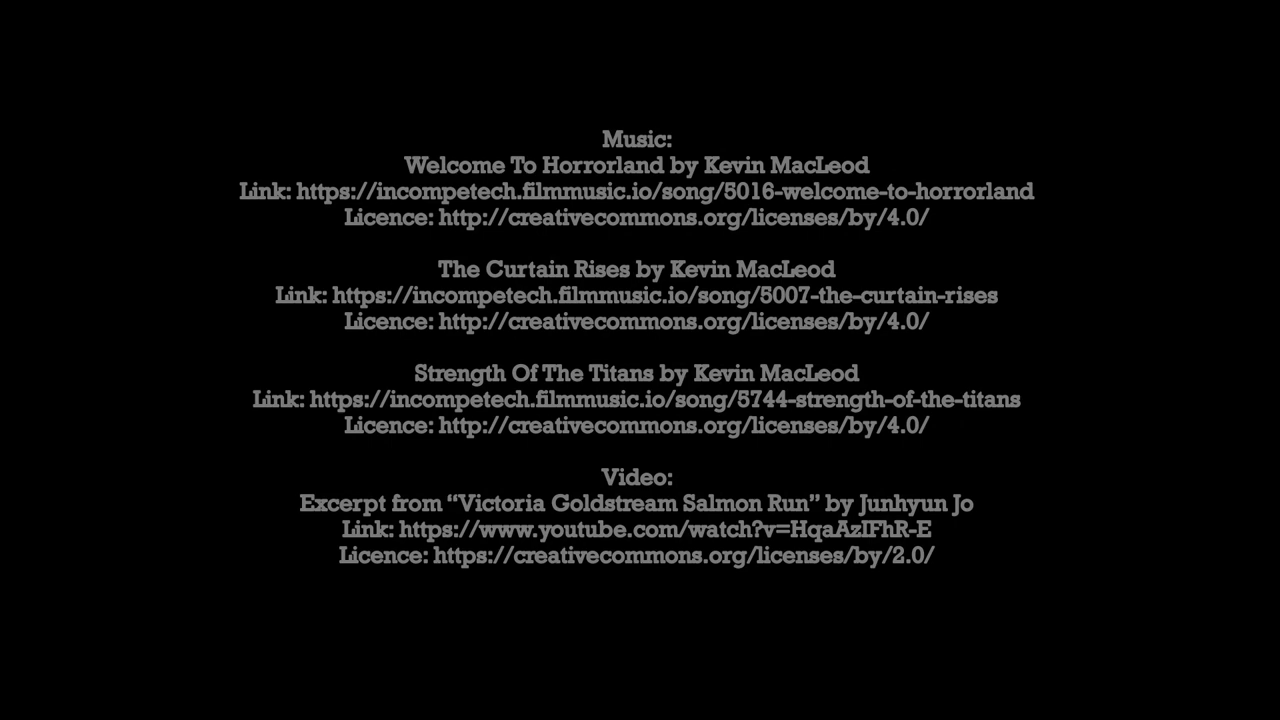 Music:
Welcome To Horrorland by Kevin MacLeod
Link: https://incompetech.filmmusic.io/song/5016-welcome-to-horrorland
Licence: http://creativecommons.org/licenses/by/4.0/
The Curtain Rises by Kevin MacLeod
Link: https://incompetech.filmmusic.io/song/5007-the-curtain-rises
Licence: http://creativecommons.org/licenses/by/4.0/
Strength Of The Titans by Kevin MacLeod
Link: https://incompetech.filmmusic.io/song/5744-strength-of-the-titans
Licence: http://creativecommons.org/licenses/by/4.0/
Video:
Excerpt from “Victoria Goldstream Salmon Run” by Junhyun Jo
Link: https://www.youtube.com/watch?v=HqaAzIFhR-E
Licence: https://creativecommons.org/licenses/by/2.0/